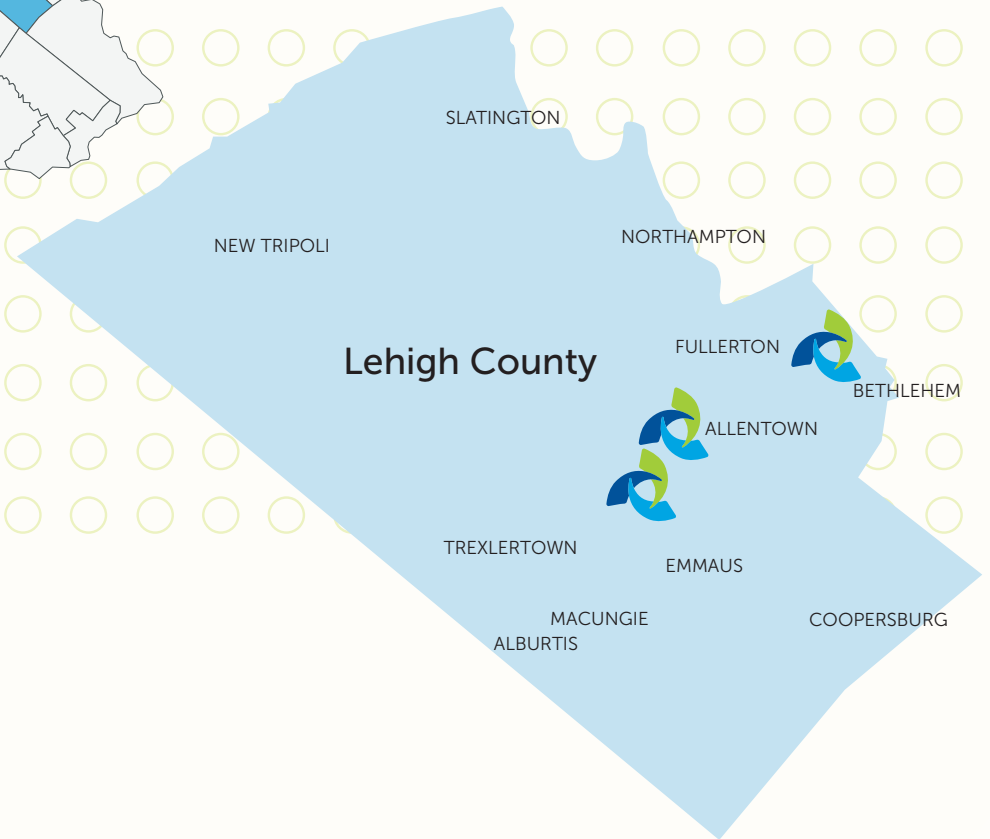 SLATINGTON
NORTHAMPTON
NEW TRIPOLI
FULLERTON
Lehigh County
BETHLEHEM
ALLENTOWN
TREXLERTOWN
EMMAUS
MACUNGIE
COOPERSBURG
ALBURTIS